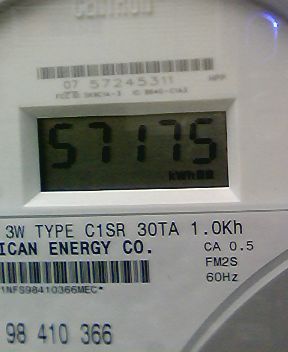 CENTRON
07 57245311
57175
kWh
3W TYPE C1SR 30TA 1.0Kh
ICAN ENERGY CO.
CA 0.5
FM2S
60Hz
1NFS98410366MEC*
98 410 366